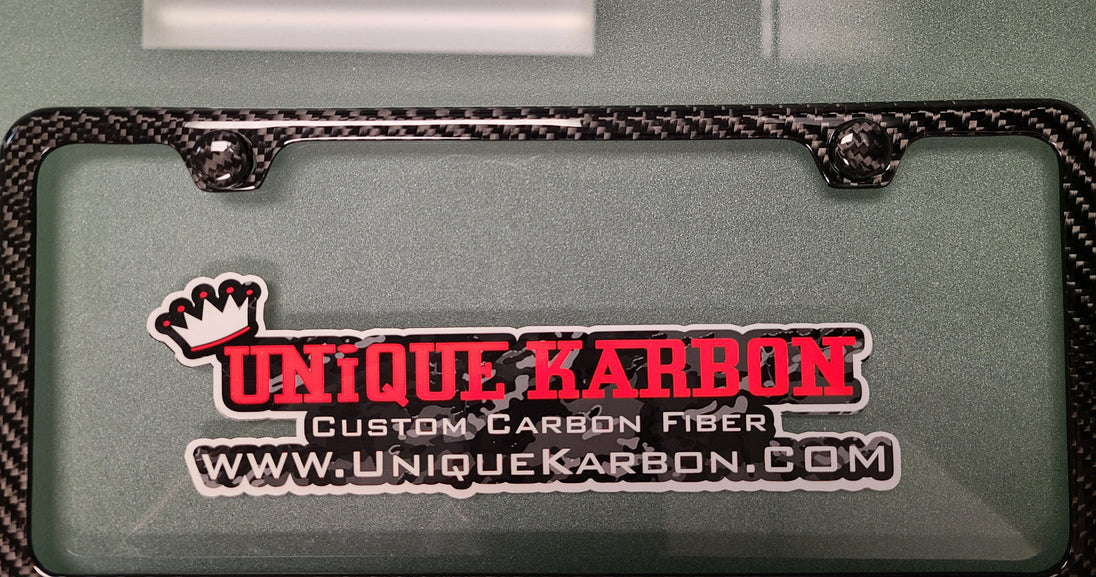 UNiQUE KARBON
CUSTOM CARBON FIBER
WWW.UNIQUEKARBON.COM